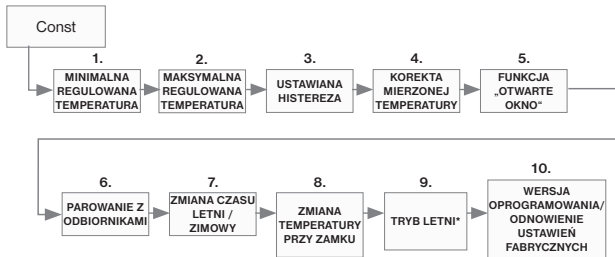 Const
1.
MINIMALNA
REGULOWANA
TEMPERATURA
2.
MAKSYMALNA
REGULOWANA
TEMPERATURA
3.
USTAWIANA
HISTEREZA
4.
KOREKTA
MIERZONEJ
TEMPERATURY
5.
FUNKCJA
„OTWARTE
OKNO“
6.
PAROWANIE Z
ODBIORNIKAMI
7.
ZMIANA CZASU
LETNI /
ZIMOWY
8.
ZMIANA
TEMPERATURY
PRZY ZAMKU
9.
TRYB LETNI*
10.
WERSJA
OPROGRAMOWANIA/
ODNOWIENIE
USTAWIEŃ
FABRYCZNYCH